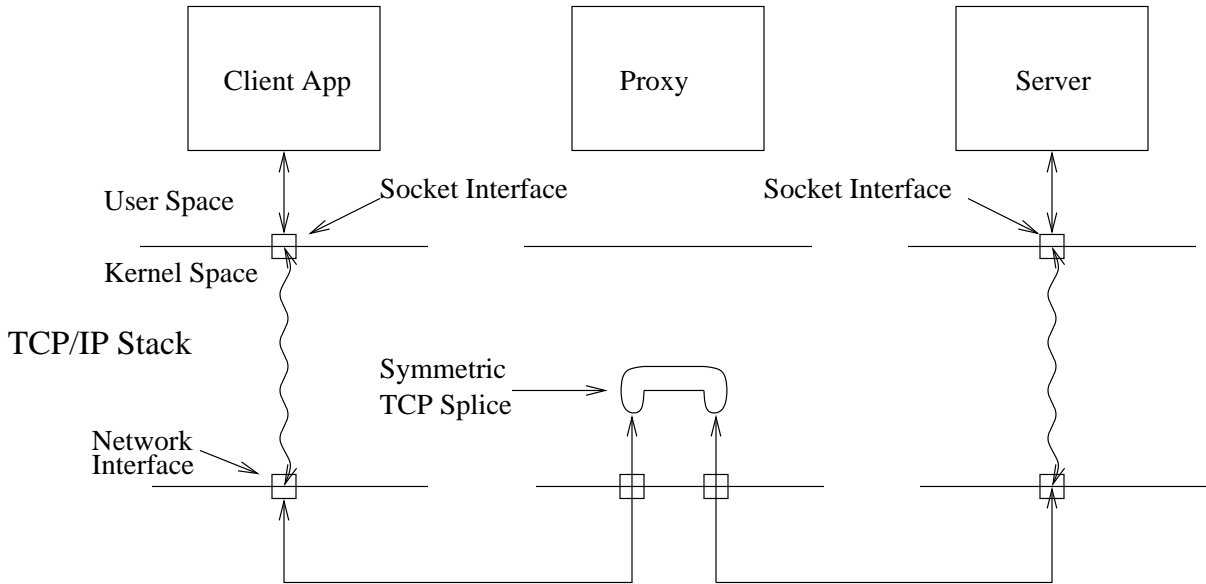 Client App
Proxy
Server
User Space
Socket Interface
Socket Interface
Kernel Space
TCP/IP Stack
Symmetric
TCP Splice
Network
Interface